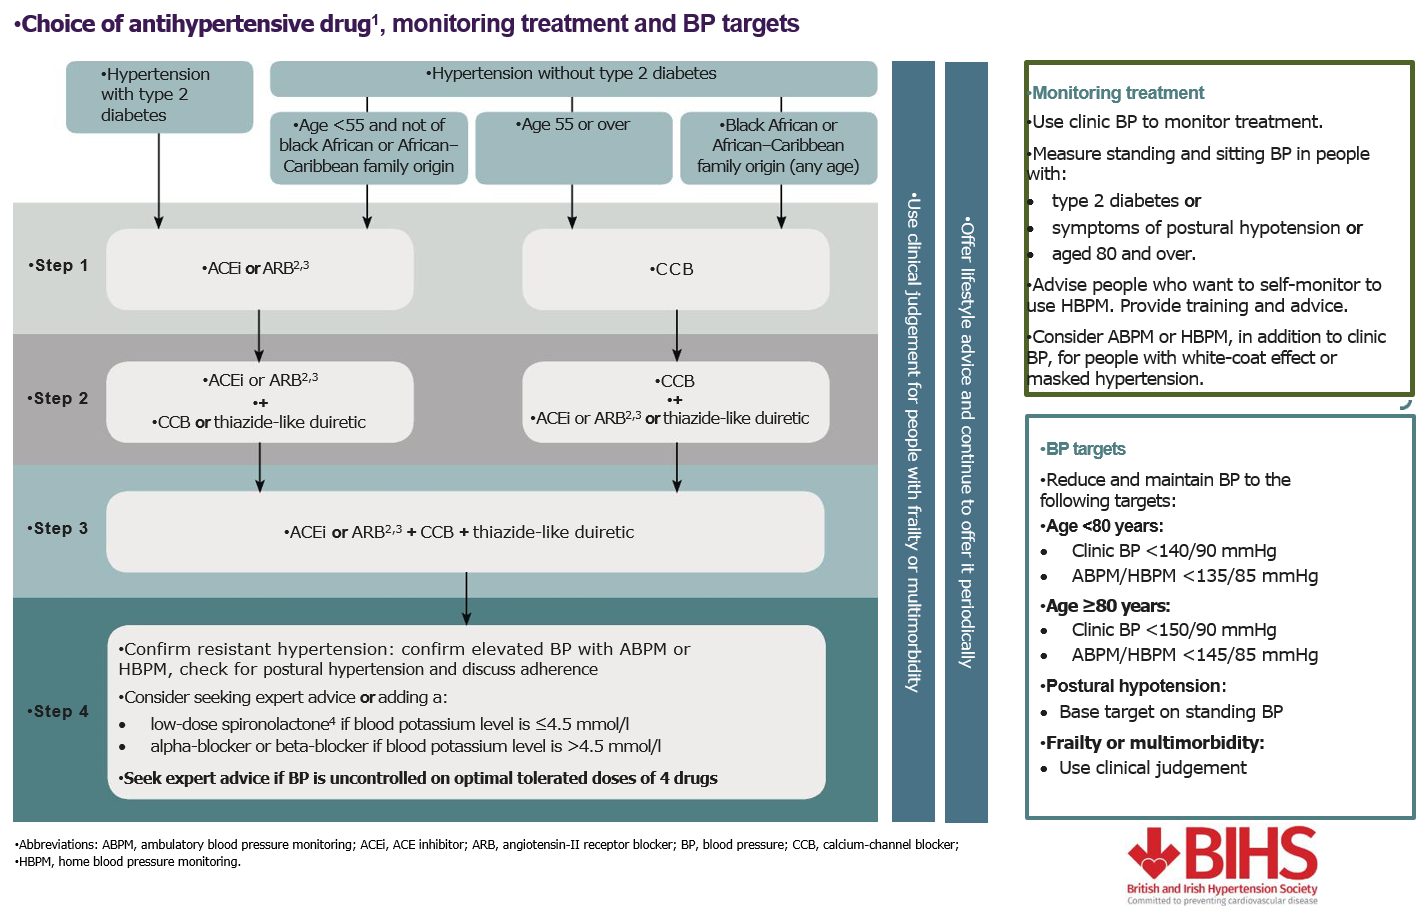 •Choice of antihypertensive drug¹, monitoring treatment and BP targets
•Hypertension
with type 2
diabetes
•Hypertension without type 2 diabetes
•Age <55 and not of
black African or African–
Caribbean family origin
•Age 55 or over
•Black African or
African–Caribbean
family origin (any age)
•Step 1
•ACEi or ARB²,³
•CCB
•Step 2
•ACEi or ARB²,³
•+
•CCB or thiazide-like duiretic
•CCB
•+
•ACEi or ARB²,³ or thiazide-like duiretic
•Step 3
•ACEi or ARB²,³ + CCB + thiazide-like duiretic
•Step 4
•Confirm resistant hypertension: confirm elevated BP with ABPM or
HBPM, check for postural hypertension and discuss adherence
•Consider seeking expert advice or adding a:
• low-dose spironolactone⁴ if blood potassium level is ≤4.5 mmol/l
• alpha-blocker or beta-blocker if blood potassium level is >4.5 mmol/l
•Seek expert advice if BP is uncontrolled on optimal tolerated doses of 4 drugs
•Use clinical judgement for people with frailty or multimorbidity
•Offer lifestyle advice and continue to offer it periodically
•Monitoring treatment
•Use clinic BP to monitor treatment.
•Measure standing and sitting BP in people
with:
• type 2 diabetes or
• symptoms of postural hypotension or
• aged 80 and over.
•Advise people who want to self-monitor to
use HBPM. Provide training and advice.
•Consider ABPM or HBPM, in addition to clinic
BP, for people with white-coat effect or
masked hypertension.
•BP targets
•Reduce and maintain BP to the
following targets:
•Age <80 years:
• Clinic BP <140/90 mmHg
• ABPM/HBPM <135/85 mmHg
•Age ≥80 years:
• Clinic BP <150/90 mmHg
• ABPM/HBPM <145/85 mmHg
•Postural hypotension:
• Base target on standing BP
•Frailty or multimorbidity:
• Use clinical judgement
•Abbreviations: ABPM, ambulatory blood pressure monitoring; ACEi, ACE inhibitor; ARB, angiotensin-II receptor blocker; BP, blood pressure; CCB, calcium-channel blocker;
•HBPM, home blood pressure monitoring.
BIHS
British and Irish Hypertension Society
Committed to preventing cardiovascular disease